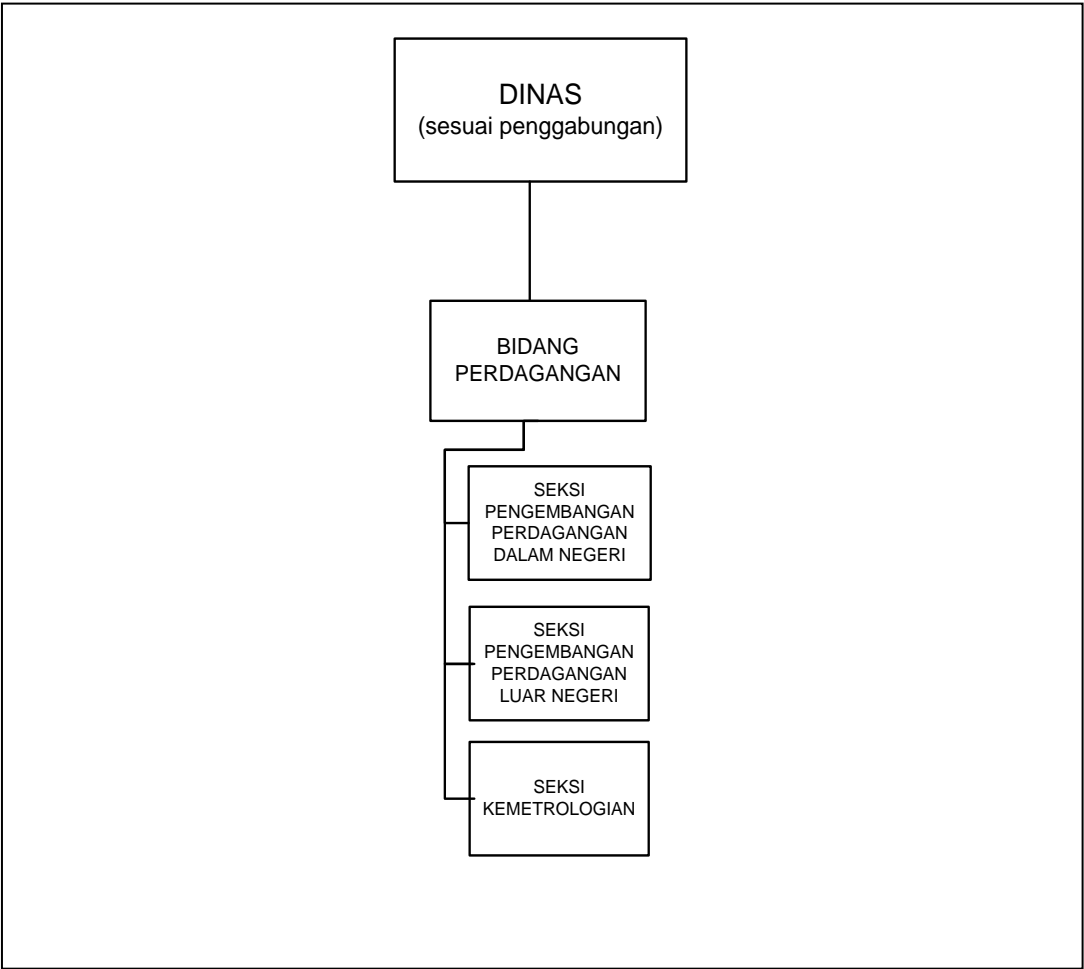 DINAS
(sesuai penggabungan)
BIDANG
PERDAGANGAN
SEKSI
PENGEMBANGAN
PERDAGANGAN
DALAM NEGERI
SEKSI
PENGEMBANGAN
PERDAGANGAN
LUAR NEGERI
SEKSI
KEMETROLOGIAN